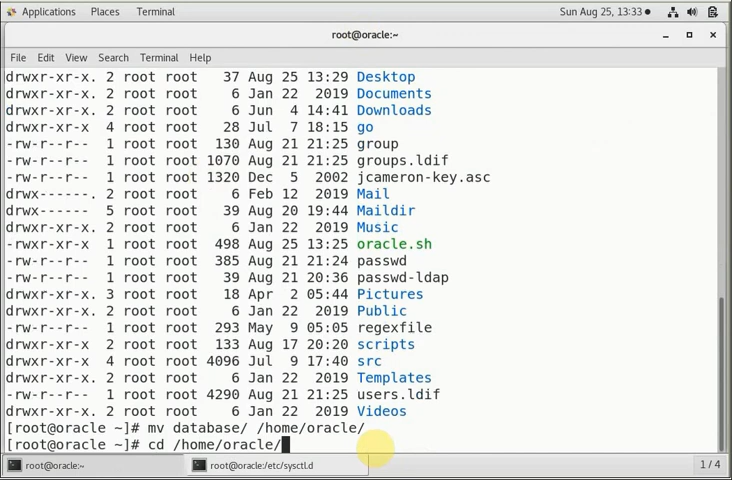 Applications Places Terminal Sun Aug 25, 13:33
root@oracle:~
File Edit View Search Terminal Help
drwxr-xr-x. 2 root root 37 Aug 25 13:29 Desktop
drwxr-xr-x. 2 root root 6 Jan 22 2019 Documents
drwxr-xr-x. 2 root root 6 Jun 4 14:41 Downloads
drwxr-xr-x 4 root root 28 Jul 7 18:15 go
-rw-r--r-- 1 root root 130 Aug 21 21:25 group
-rw-r--r-- 1 root root 1070 Aug 21 21:25 groups.ldif
-rw-r--r-- 1 root root 1320 Dec 5 2002 jcameron-key.asc
drwx------. 2 root root 6 Feb 12 2019 Mail
drwx------ 5 root root 39 Aug 20 19:44 Maildir
drwxr-xr-x. 2 root root 6 Jan 22 2019 Music
-rwxr-xr-x 1 root root 498 Aug 25 13:25 oracle.sh
-rw-r--r-- 1 root root 385 Aug 21 21:24 passwd
-rw-r--r-- 1 root root 39 Aug 21 20:36 passwd-ldap
drwxr-xr-x. 3 root root 18 Apr 2 05:44 Pictures
drwxr-xr-x. 2 root root 6 Jan 22 2019 Public
-rw-r--r-- 1 root root 293 May 9 05:05 regexfile
drwxr-xr-x 2 root root 133 Aug 17 20:20 scripts
drwxr-xr-x 4 root root 4096 Jul 9 17:40 src
drwxr-xr-x. 2 root root 6 Jan 22 2019 Templates
-rw-r--r-- 1 root root 4290 Aug 21 21:25 users.ldif
drwxr-xr-x. 2 root root 6 Jan 22 2019 Videos
[root@oracle ~]# mv database/ /home/oracle/
[root@oracle ~]# cd /home/oracle/
root@oracle:~ root@oracle:/etc/sysctl.d 1 / 4